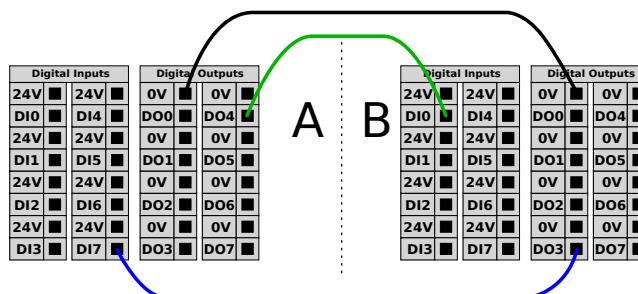 Digital Inputs Digital Outputs Digital Inputs Digital Outputs
24V 24V 0V 0V 24V 24V 0V 0V
DI0 DI4 DO0 DO4 A B DI0 DI4 DO0 DO4
24V 24V 0V 0V 24V 24V 0V 0V
DI1 DI5 DO1 DO5 DI1 DI5 DO1 DO5
24V 24V 0V 0V 24V 24V 0V 0V
DI2 DI6 DO2 DO6 DI2 DI6 DO2 DO6
24V 24V 0V 0V 24V 24V 0V 0V
DI3 DI7 DO3 DO7 DI3 DI7 DO3 DO7